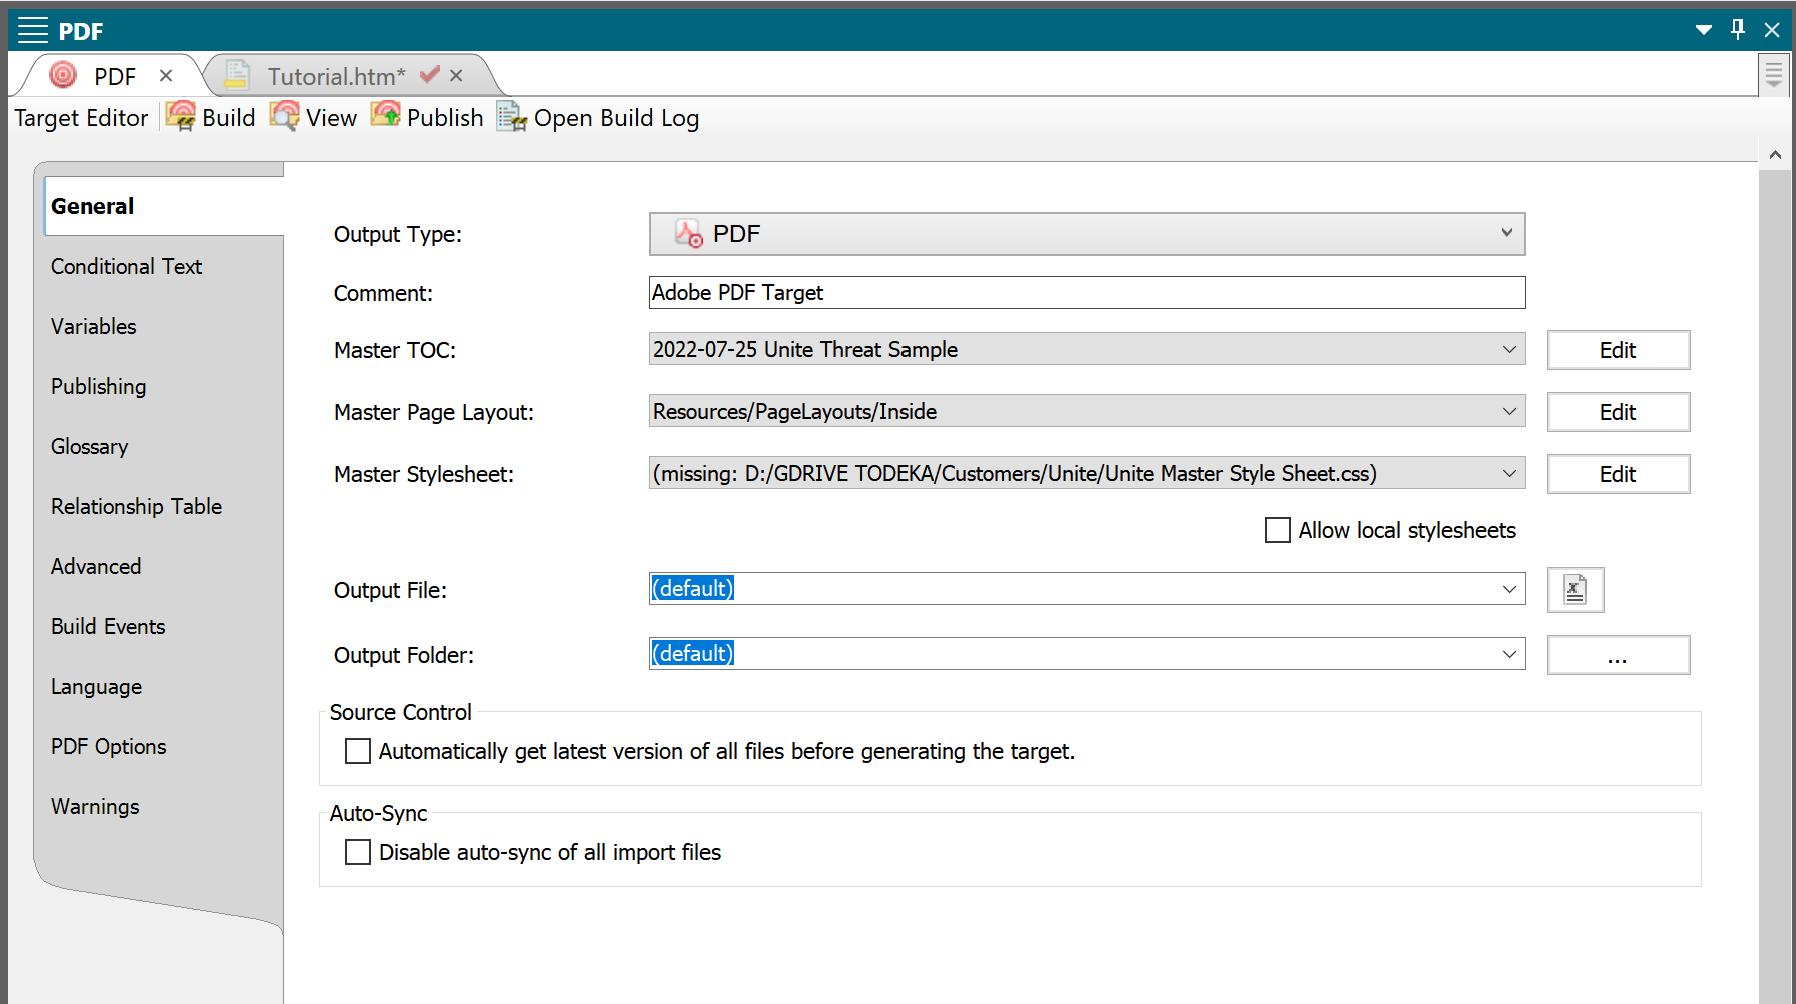 PDF
PDF
Tutorial.htm*
Target Editor Build View Publish Open Build Log
General
Conditional Text
Variables
Publishing
Glossary
Relationship Table
Advanced
Build Events
Language
PDF Options
Warnings
Output Type: PDF
Comment: Adobe PDF Target
Master TOC: 2022-07-25 Unite Threat Sample Edit
Master Page Layout: Resources/PageLayouts/Inside Edit
Master Stylesheet: (missing: D:/GDRIVE TODEKA/Customers/Unite/Unite Master Style Sheet.css) Edit
Allow local stylesheets
Output File: (default)
Output Folder: (default) ...
Source Control
Automatically get latest version of all files before generating the target.
Auto-Sync
Disable auto-sync of all import files